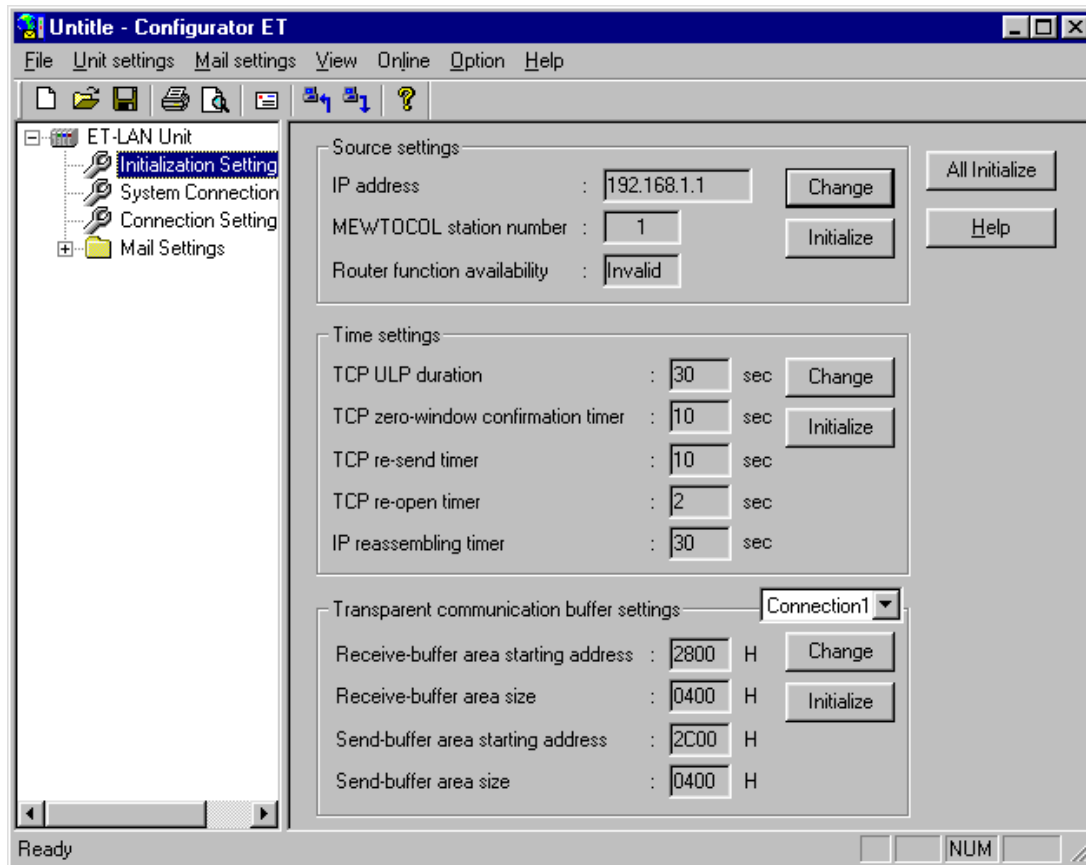 Untitle - Configurator ET
File Unit settings Mail settings View Online Option Help
ET-LAN Unit
Initialization Setting
System Connection
Connection Setting
Mail Settings
Source settings
IP address : 192.168.1.1 Change
MEWTOCOL station number : 1 Initialize
Router function availability : Invalid
All Initialize
Help
Time settings
TCP ULP duration : 30 sec Change
TCP zero-window confirmation timer : 10 sec Initialize
TCP re-send timer : 10 sec
TCP re-open timer : 2 sec
IP reassembling timer : 30 sec
Transparent communication buffer settings Connection1
Receive-buffer area starting address : 2800 H Change
Receive-buffer area size : 0400 H Initialize
Send-buffer area starting address : 2C00 H
Send-buffer area size : 0400 H
Ready NUM